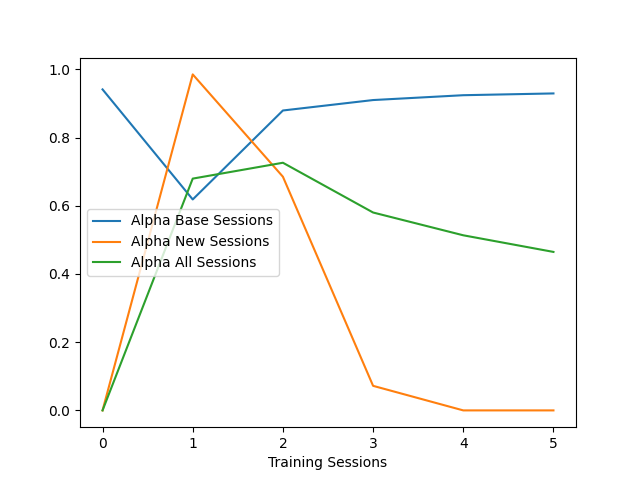 1.0
0.8
0.6
0.4
0.2
0.0
Alpha Base Sessions
Alpha New Sessions
Alpha All Sessions
0 1 2 3 4 5
Training Sessions